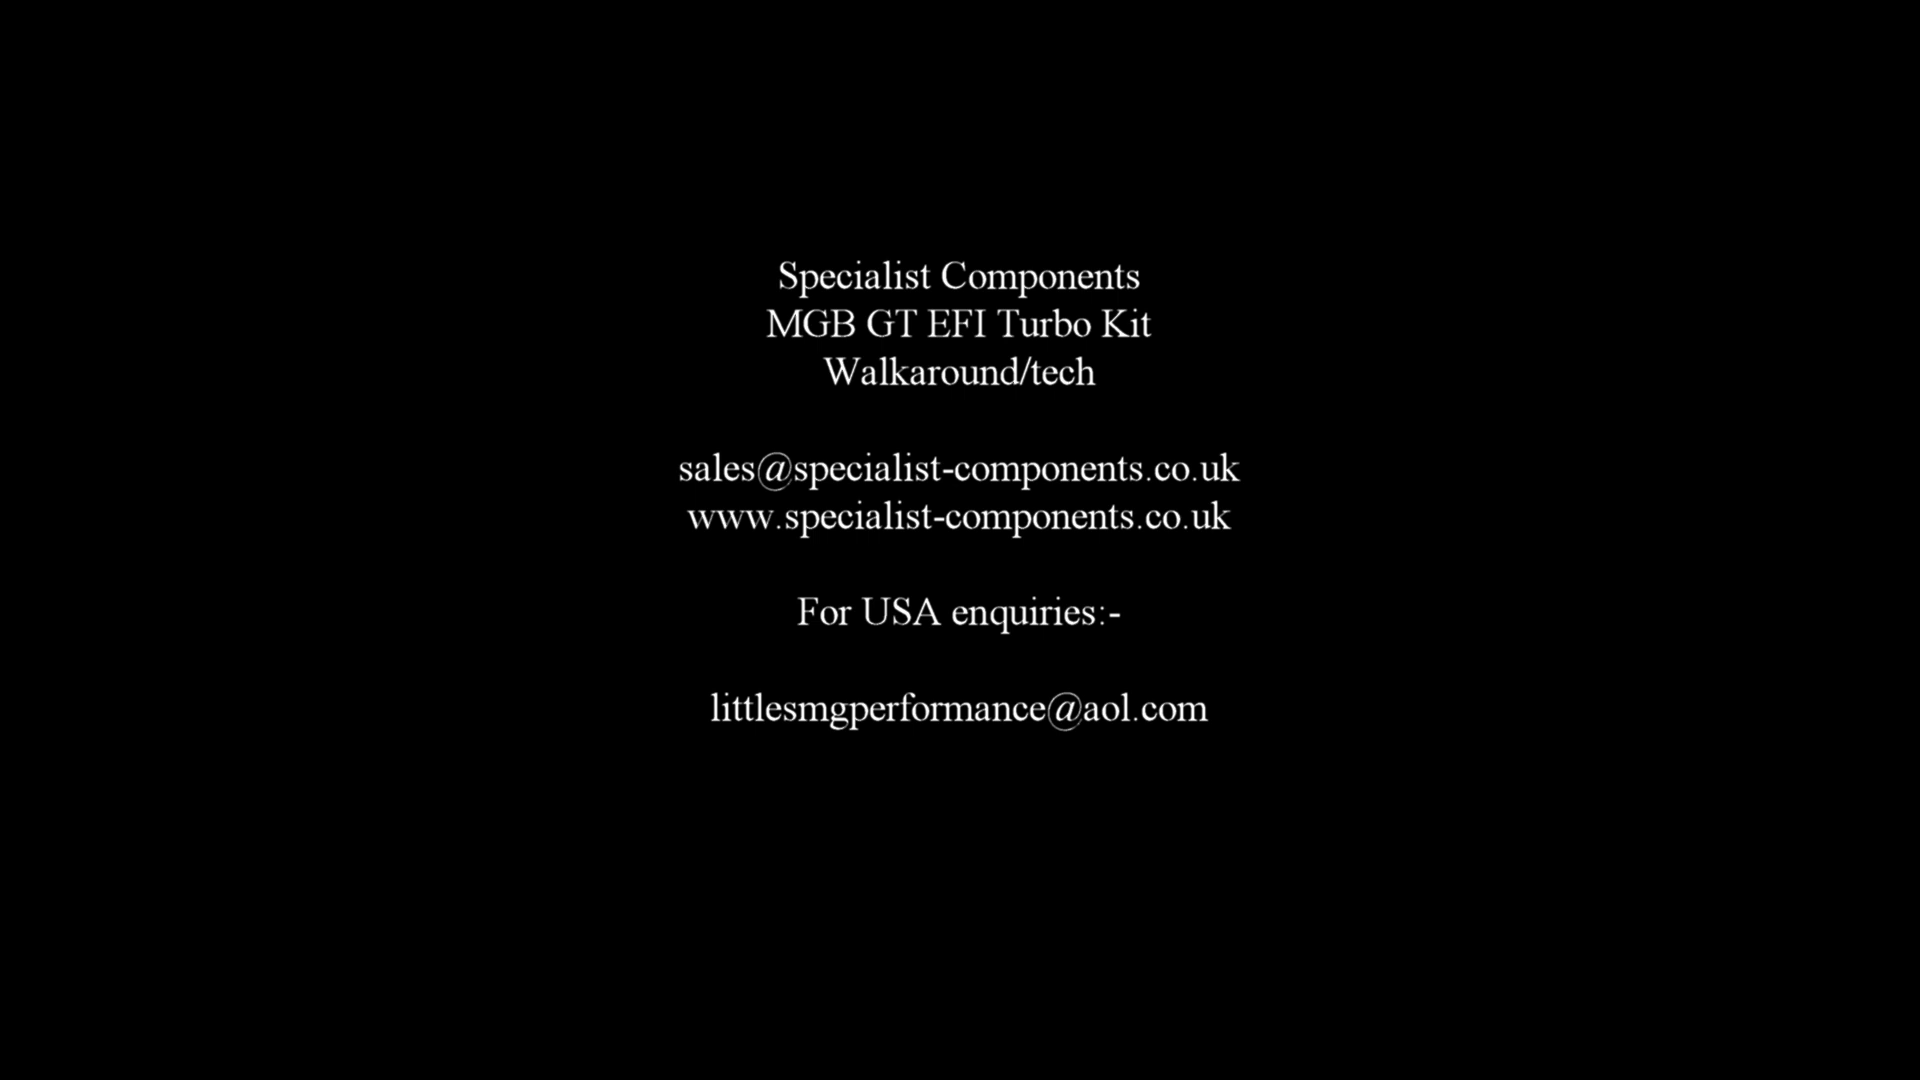 Specialist Components
MGB GT EFI Turbo Kit
Walkaround/tech
sales@specialist-components.co.uk
www.specialist-components.co.uk
For USA enquiries:-
littlesmgperformance@aol.com